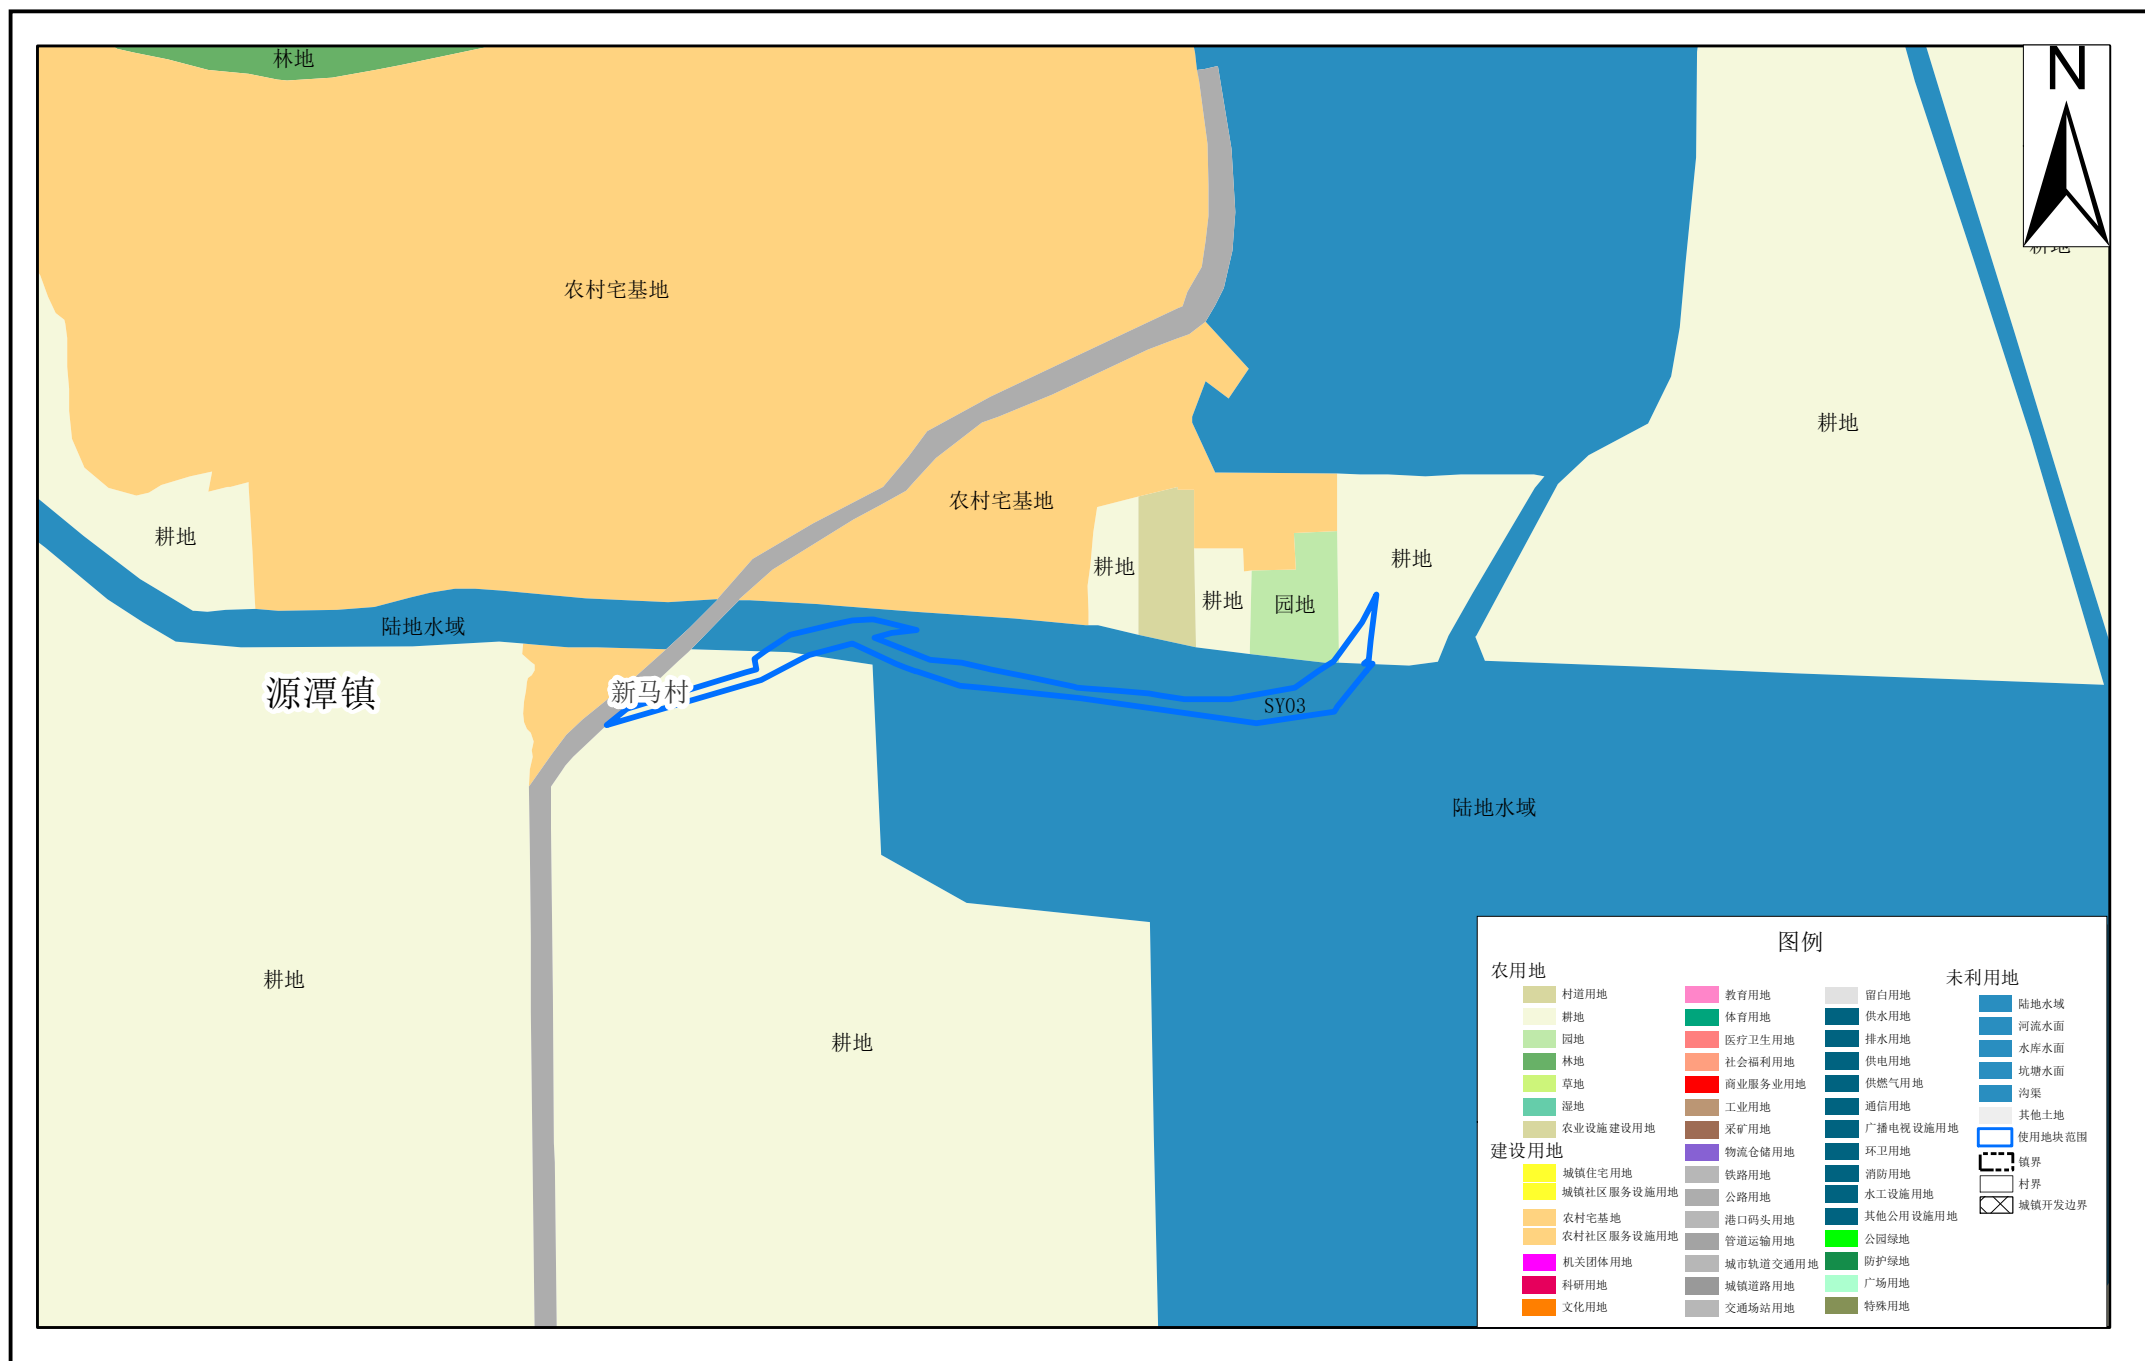 林地
N
耕地
农村宅基地
耕地
农村宅基地
耕地
耕地
耕地
耕地
园地
陆地水域
源潭镇
新马村
SY03
陆地水域
耕地
耕地
图例
农用地
村道用地
耕地
园地
林地
草地
湿地
农业设施建设用地
建设用地
城镇住宅用地
城镇社区服务设施用地
农村宅基地
农村社区服务设施用地
机关团体用地
科研用地
文化用地
教育用地
体育用地
医疗卫生用地
社会福利用地
商业服务业用地
工业用地
采矿用地
物流仓储用地
铁路用地
公路用地
港口码头用地
管道运输用地
城市轨道交通用地
城镇道路用地
交通场站用地
留白用地
供水用地
排水用地
供电用地
供燃气用地
通信用地
广播电视设施用地
环卫用地
消防用地
水工设施用地
其他公用设施用地
公园绿地
防护绿地
广场用地
特殊用地
未利用地
陆地水域
河流水面
水库水面
坑塘水面
沟渠
其他土地
使用地块范围
镇界
村界
城镇开发边界